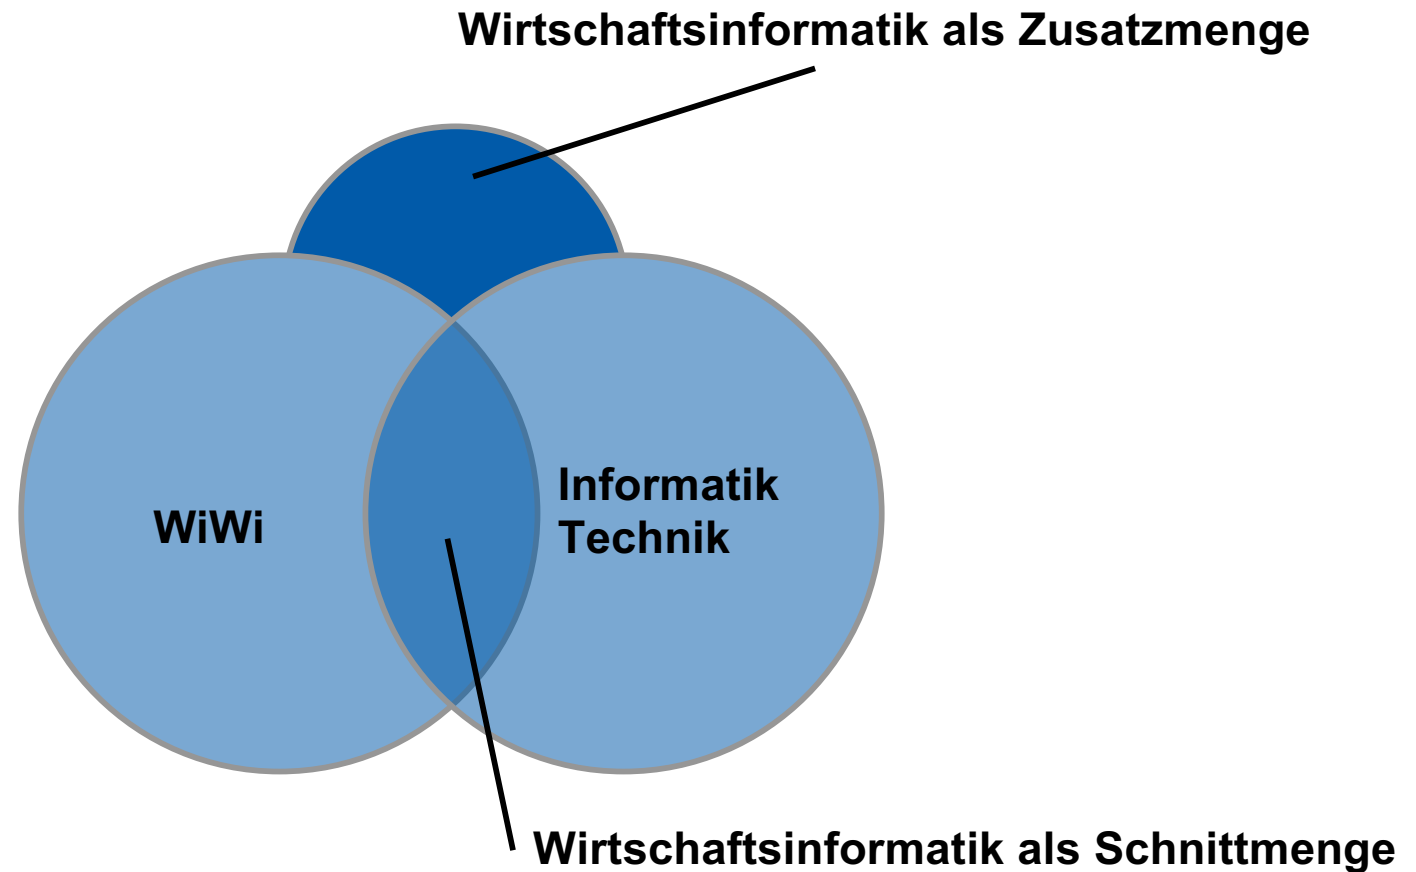 Wirtschaftsinformatik als Zusatzmenge
WiWi
Informatik
Technik
Wirtschaftsinformatik als Schnittmenge